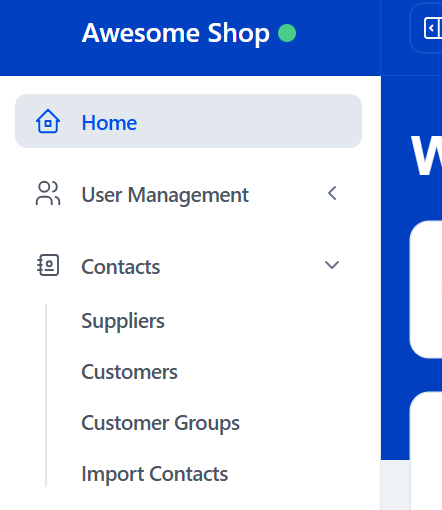 Awesome Shop
Home
User Management
Contacts
Suppliers
Customers
Customer Groups
Import Contacts